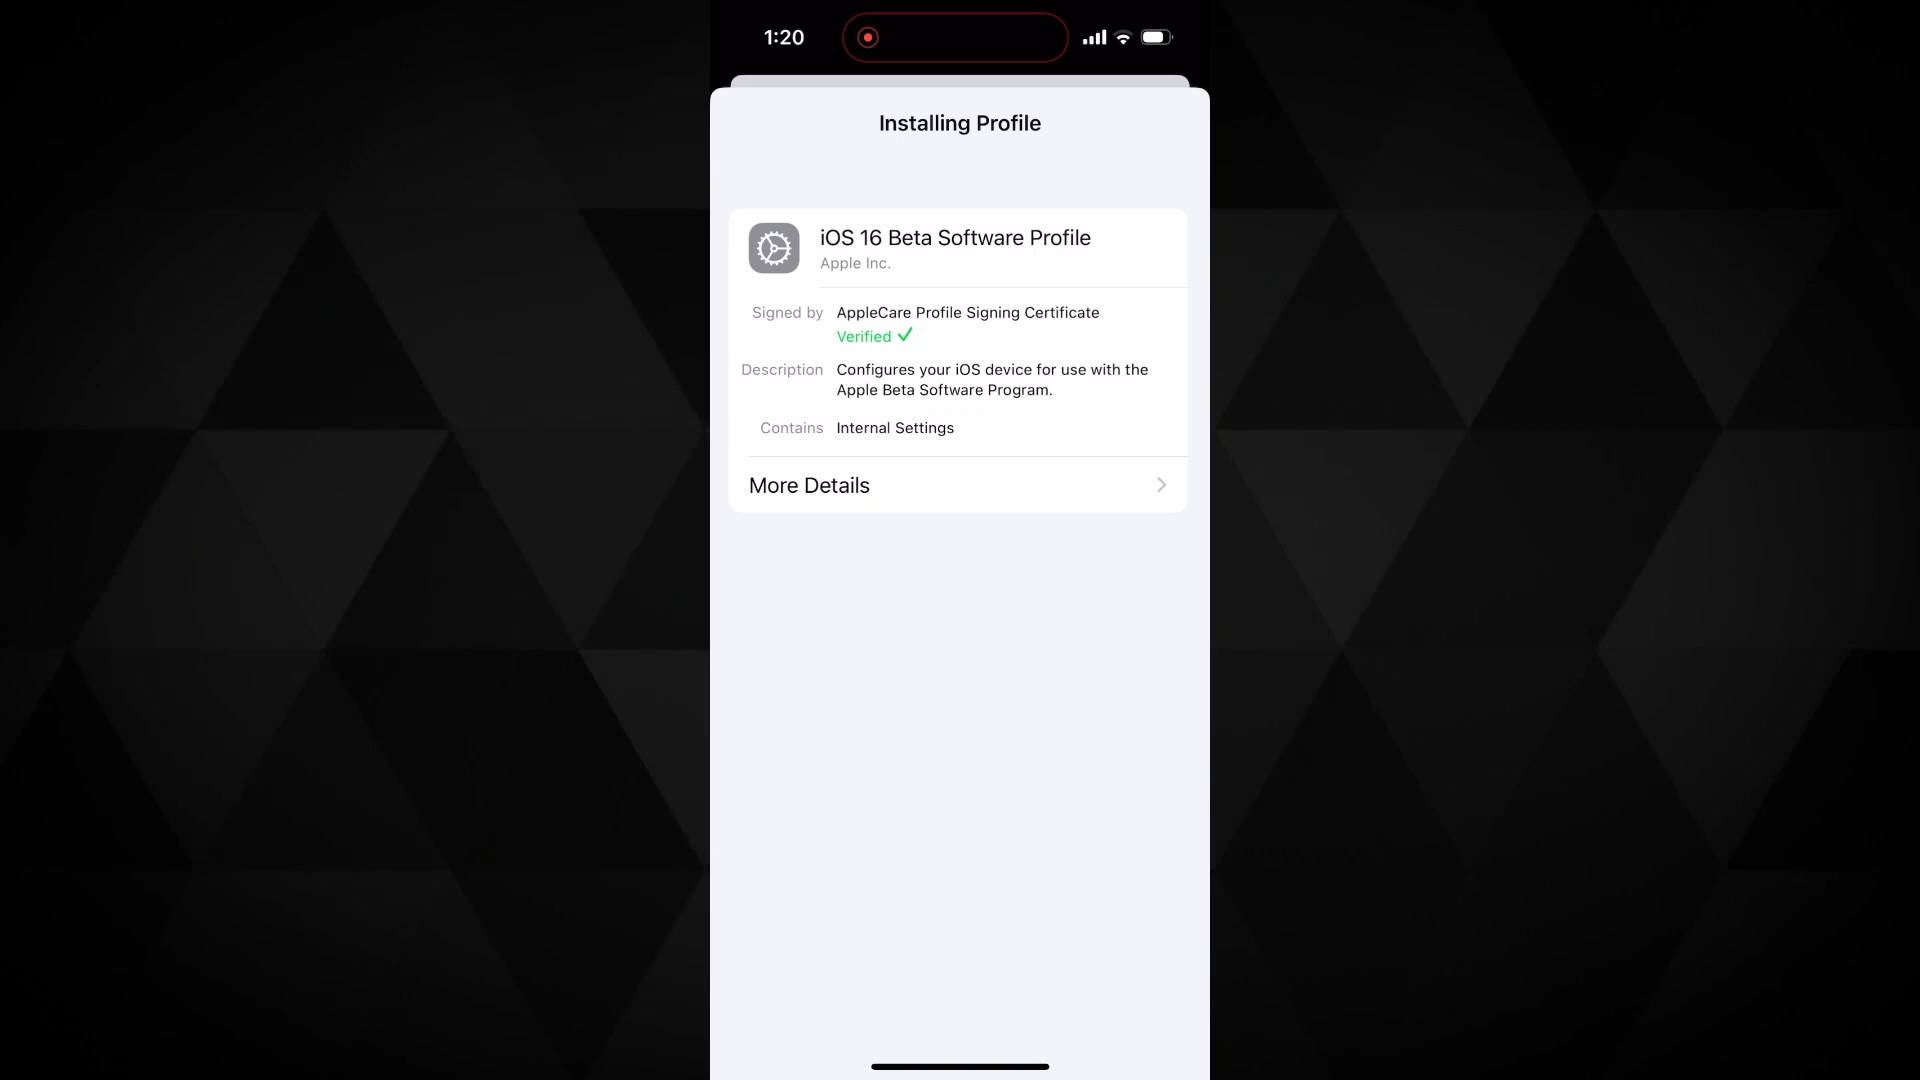 1:20
Installing Profile
iOS 16 Beta Software Profile
Apple Inc.
Signed by AppleCare Profile Signing Certificate
Verified ✓
Description Configures your iOS device for use with the
Apple Beta Software Program.
Contains Internal Settings
More Details